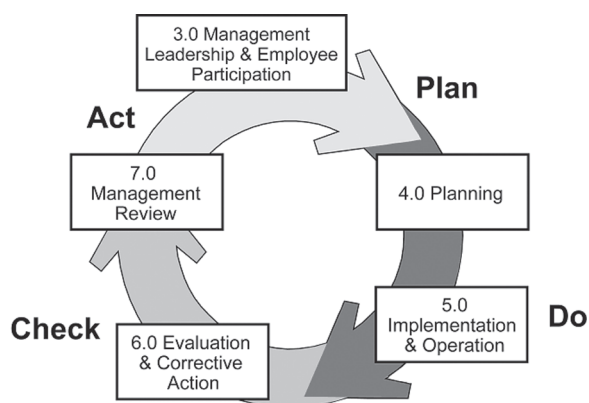 3.0 Management
Leadership & Employee
Participation
Plan
Act
7.0
Management
Review
4.0 Planning
5.0
Implementation
& Operation
Do
Check
6.0 Evaluation
& Corrective
Action